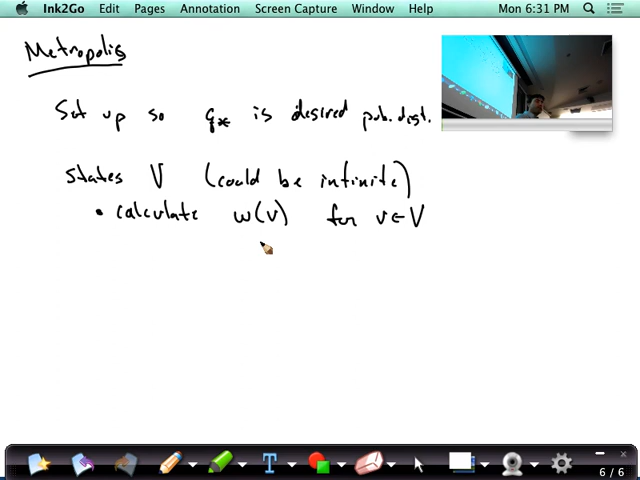 Ink2Go Edit Pages Screen Capture Window Help Mon 6:31 PM
Metropolis
Set up so q* is desired prob. dist.
States V (could be infinite)
• calculate w(v) for v ∈ V
6 / 6